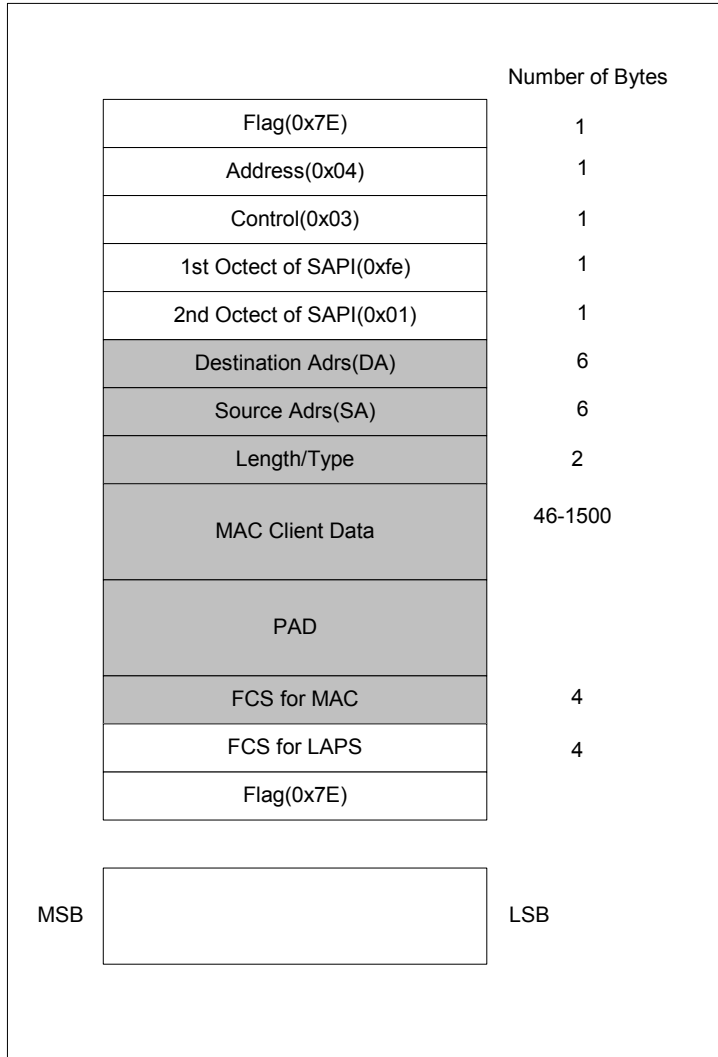 Number of Bytes
Flag(0x7E) 1
Address(0x04) 1
Control(0x03) 1
1st Octect of SAPI(0xfe) 1
2nd Octect of SAPI(0x01) 1
Destination Adrs(DA) 6
Source Adrs(SA) 6
Length/Type 2
MAC Client Data 46-1500
PAD
FCS for MAC 4
FCS for LAPS 4
Flag(0x7E)
MSB LSB